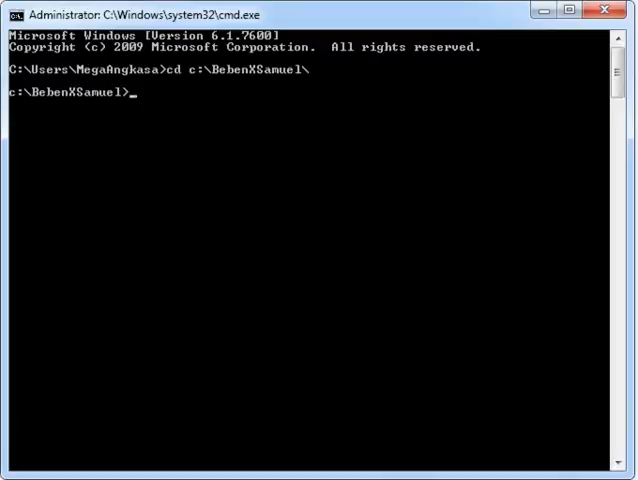 Administrator: C:\Windows\system32\cmd.exe
Microsoft Windows [Version 6.1.7600]
Copyright (c) 2009 Microsoft Corporation.  All rights reserved.
C:\Users\MegaAngkasa>cd c:\BebenXSamuel\
c:\BebenXSamuel>_